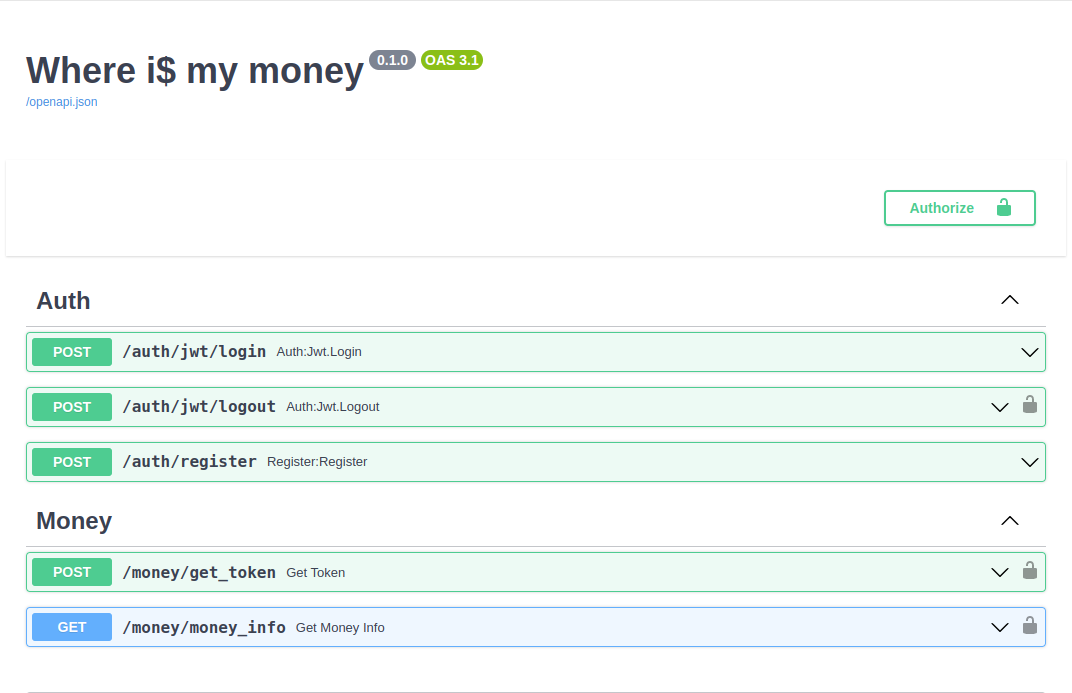 Where i$ my money 0.1.0 OAS 3.1
/openapi.json
Authorize
Auth
POST /auth/jwt/login Auth:Jwt.Login
POST /auth/jwt/logout Auth:Jwt.Logout
POST /auth/register Register:Register
Money
POST /money/get_token Get Token
GET /money/money_info Get Money Info